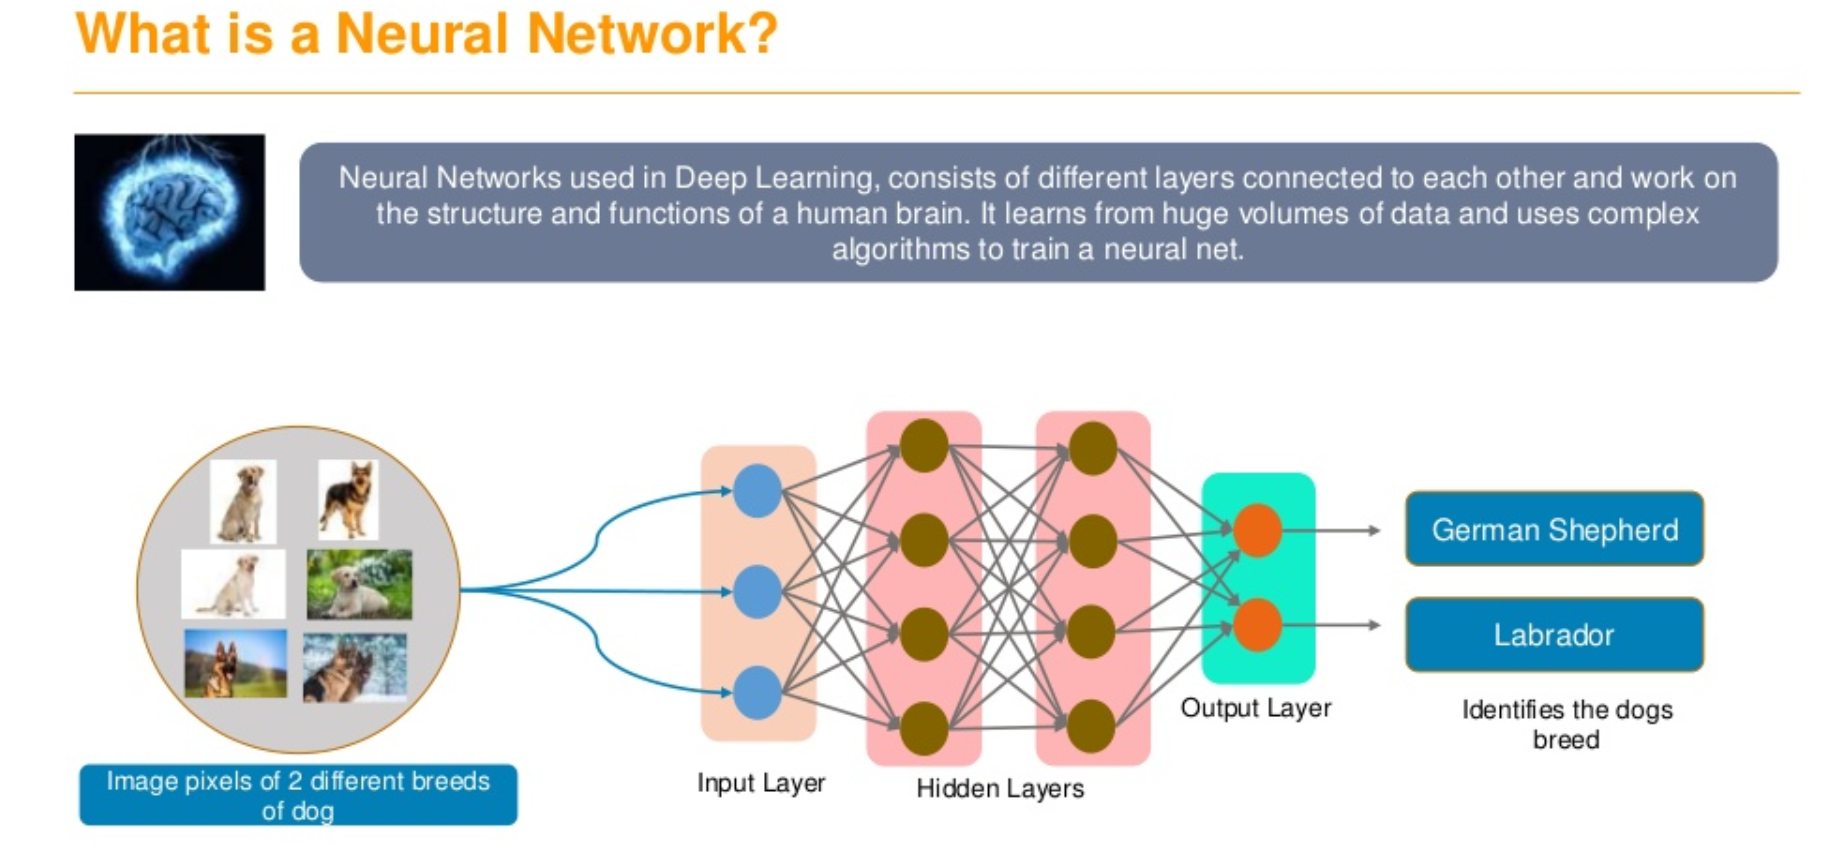 What is a Neural Network?
Neural Networks used in Deep Learning, consists of different layers connected to each other and work on
the structure and functions of a human brain. It learns from huge volumes of data and uses complex
algorithms to train a neural net.
Image pixels of 2 different breeds
of dog
Input Layer
Hidden Layers
Output Layer
German Shepherd
Labrador
Identifies the dogs
breed